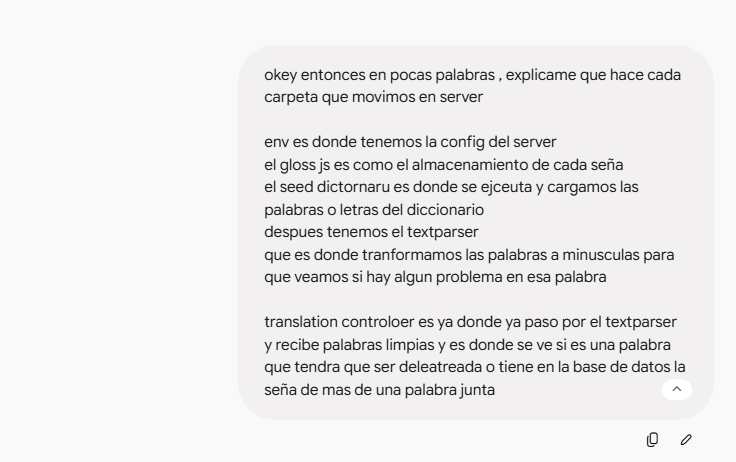 okey entonces en pocas palabras , explicame que hace cada
carpeta que movimos en server
env es donde tenemos la config del server
el gloss js es como el almacenamiento de cada seña
el seed dictornaru es donde se ejceuta y cargamos las
palabras o letras del diccionario
despues tenemos el textparser
que es donde tranformamos las palabras a minusculas para
que veamos si hay algun problema en esa palabra
translation controloer es ya donde ya paso por el textparser
y recibe palabras limpias y es donde se ve si es una palabra
que tendra que ser deleatreada o tiene en la base de datos la
seña de mas de una palabra junta